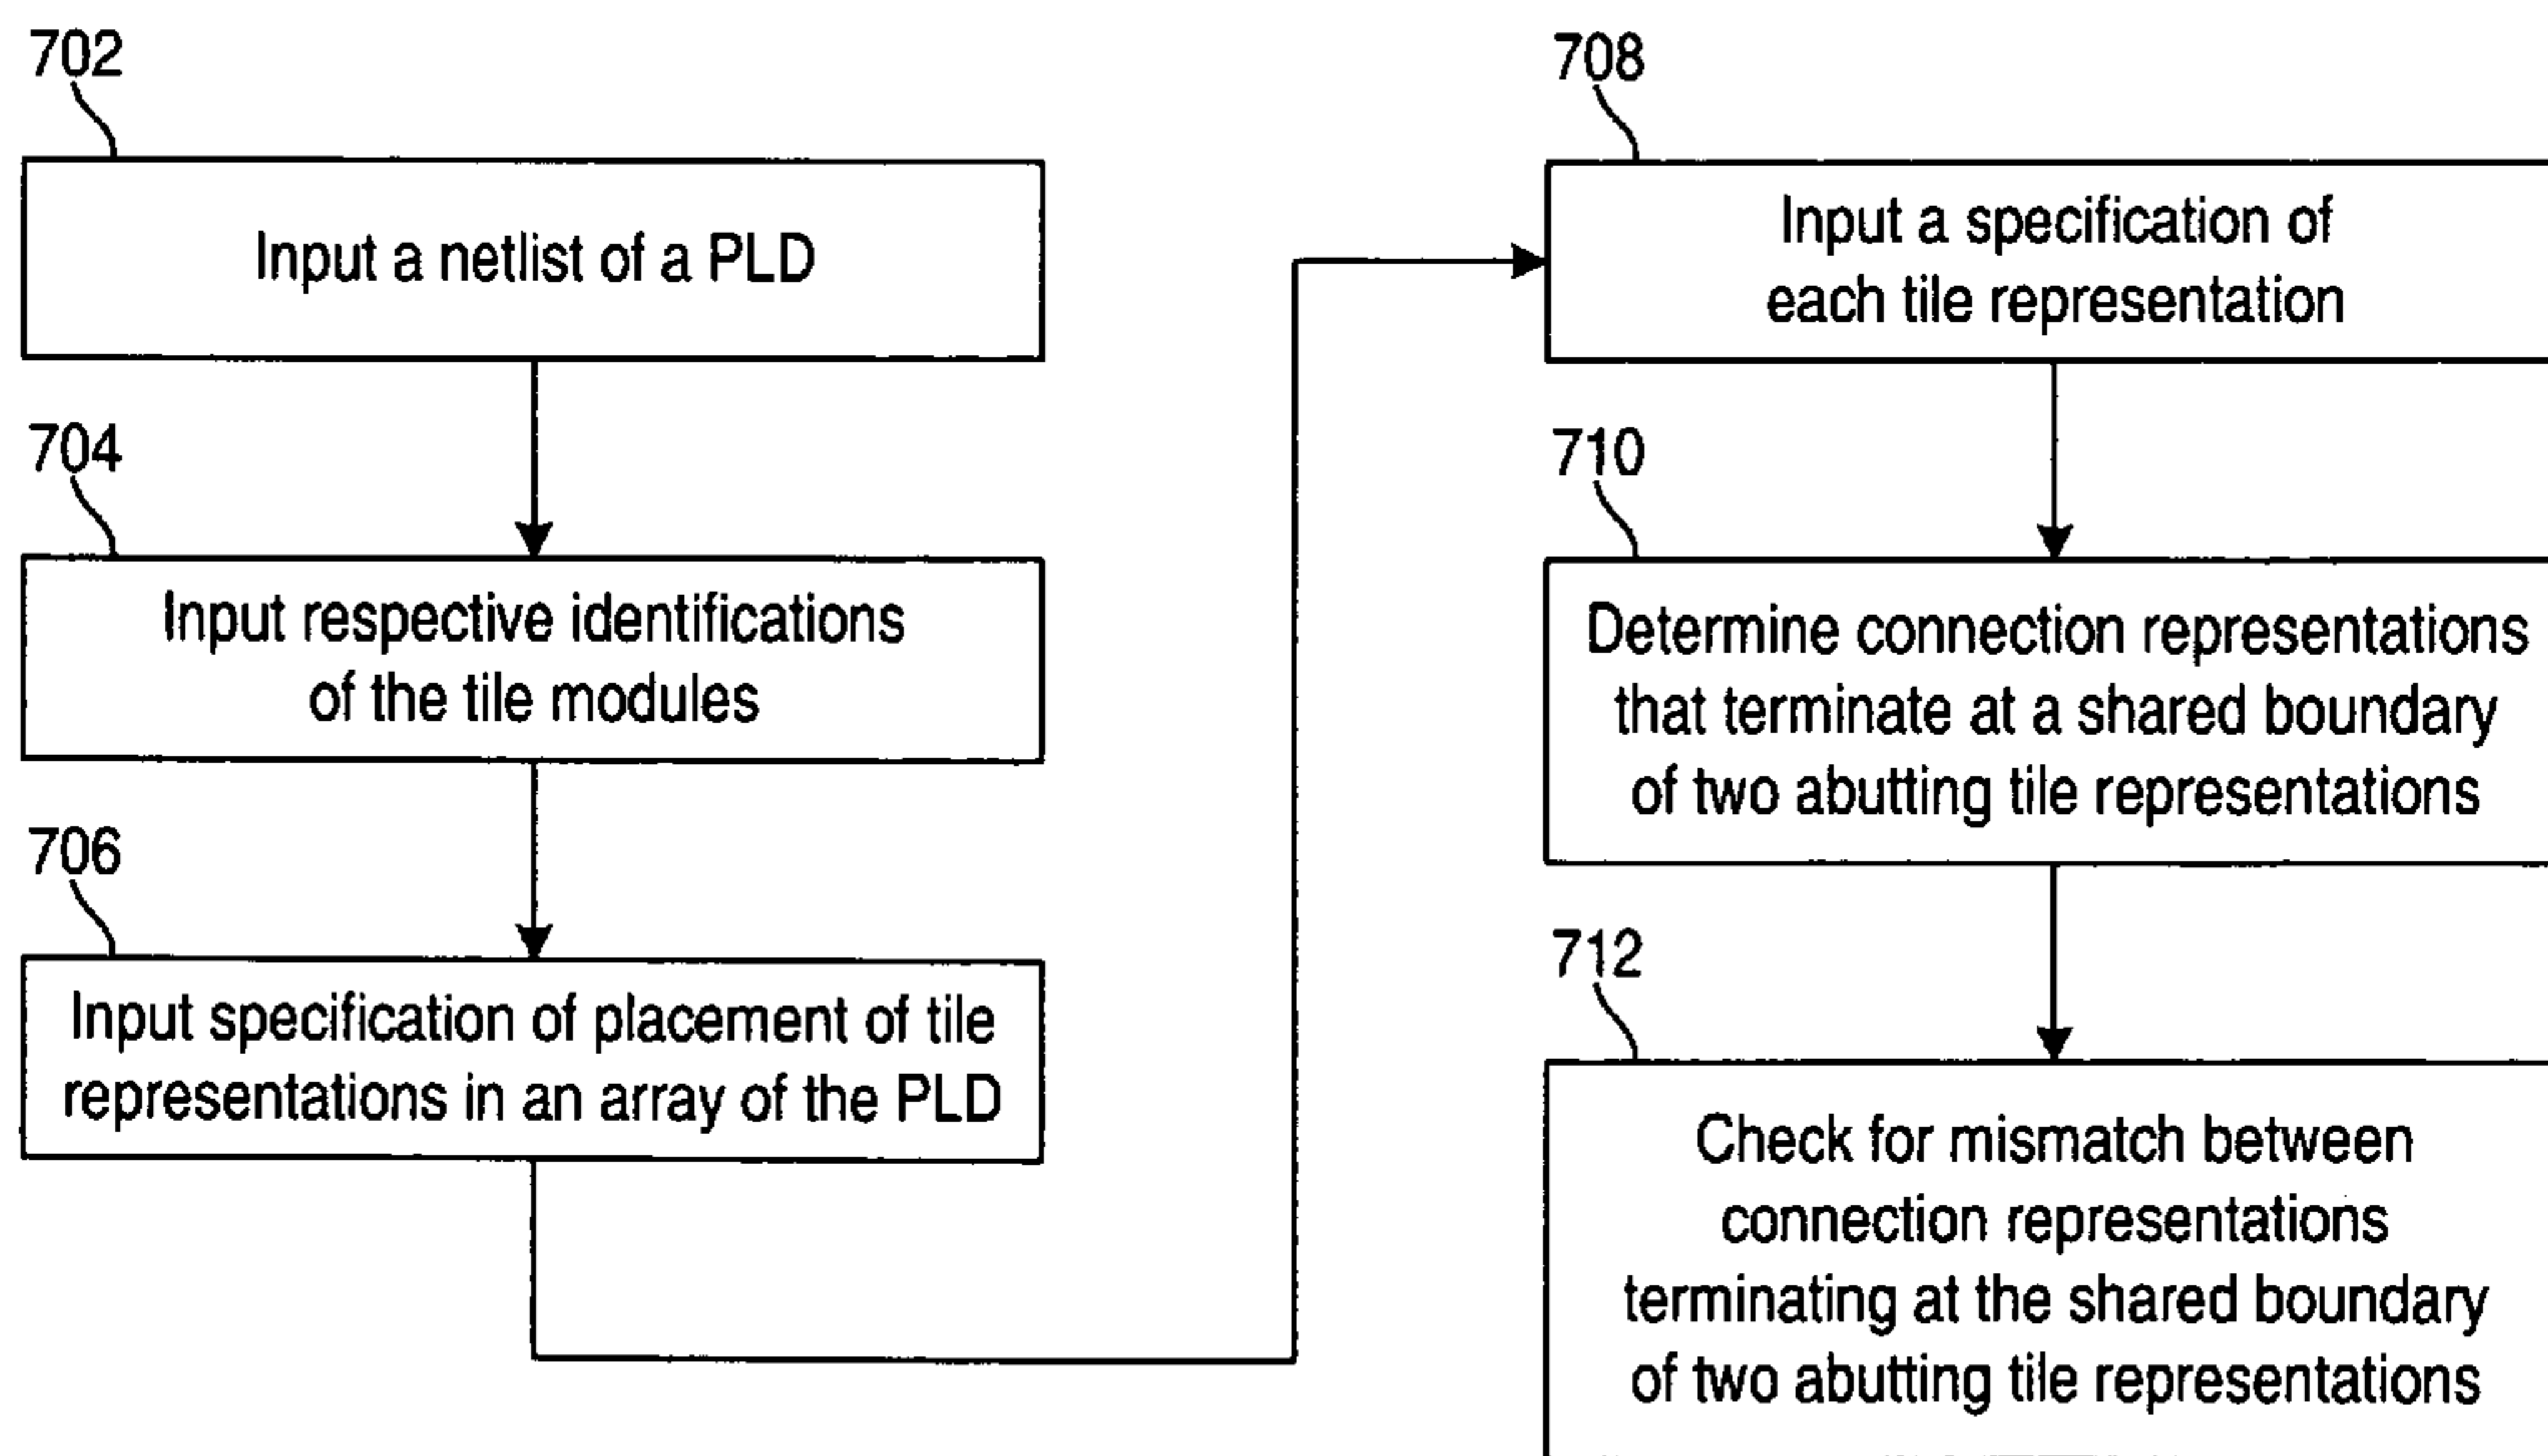 702
Input a netlist of a PLD
704
Input respective identifications
of the tile modules
706
Input specification of placement of tile
representations in an array of the PLD
708
Input a specification of
each tile representation
710
Determine connection representations
that terminate at a shared boundary
of two abutting tile representations
712
Check for mismatch between
connection representations
terminating at the shared boundary
of two abutting tile representations